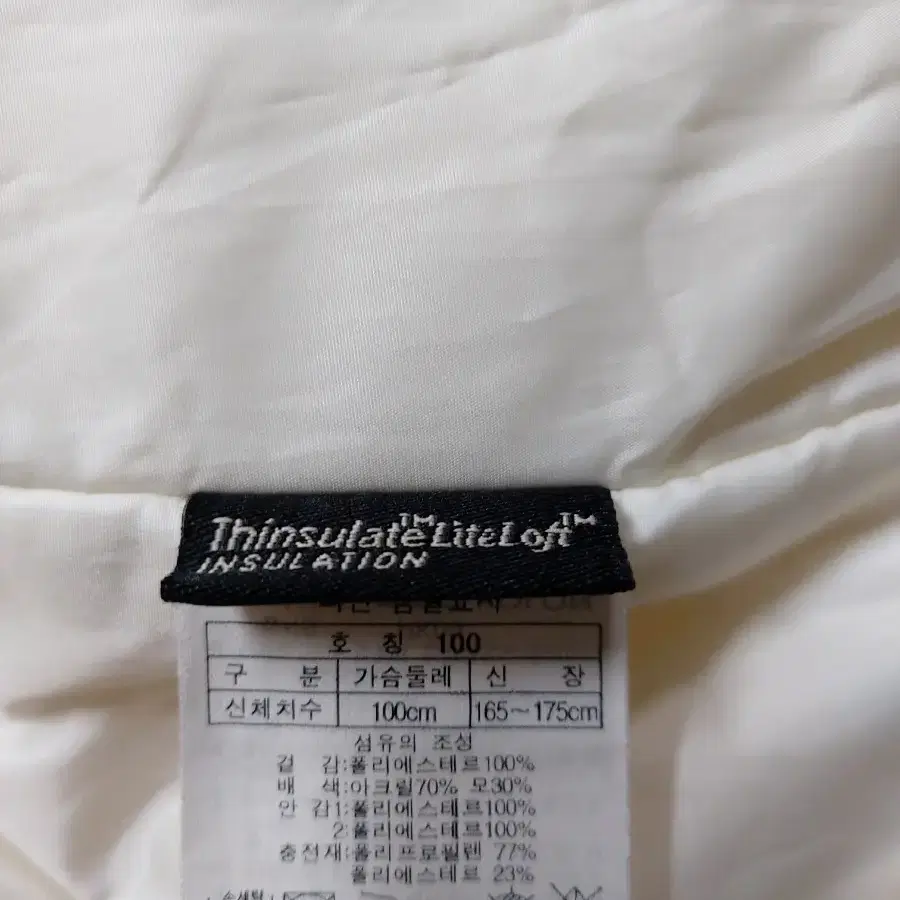 Thinsulate™ LiteLoft™
INSULATION
호 칭 100
구 분 가슴둘레 신 장
신체치수 100cm 165~175cm
섬유의 조성
겉 감:폴리에스테르100%
배 색:아크릴70% 모30%
안 감1:폴리에스테르100%
2:폴리에스테르100%
충전재:폴리프로필렌 77%
폴리에스테르 23%
손세탁